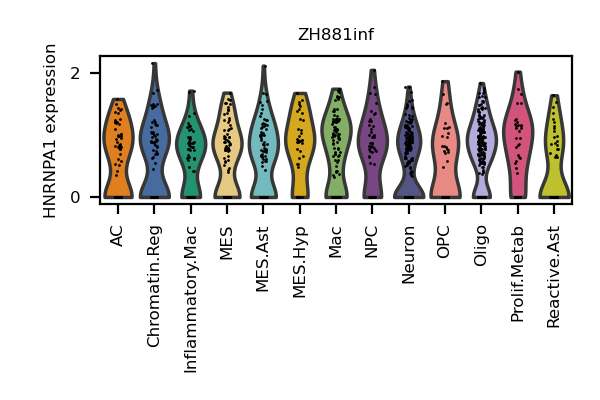 ZH881inf
HNRNPA1 expression
2
0
AC
Chromatin.Reg
Inflammatory.Mac
MES
MES.Ast
MES.Hyp
Mac
NPC
Neuron
OPC
Oligo
Prolif.Metab
Reactive.Ast